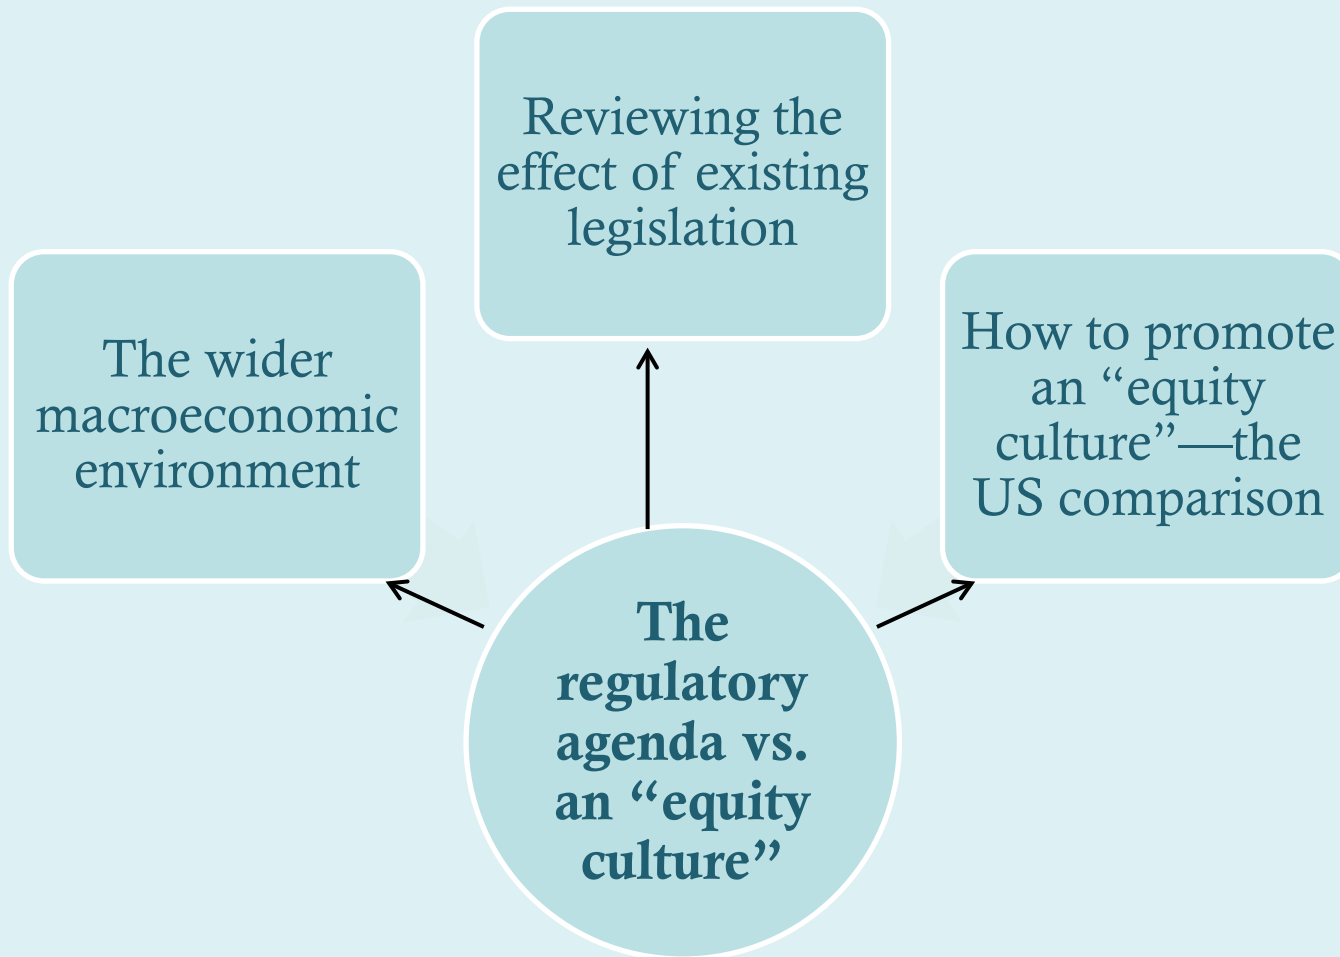 Reviewing the
effect of existing
legislation
The wider
macroeconomic
environment
How to promote
an “equity
culture”—the
US comparison
The
regulatory
agenda vs.
an “equity
culture”